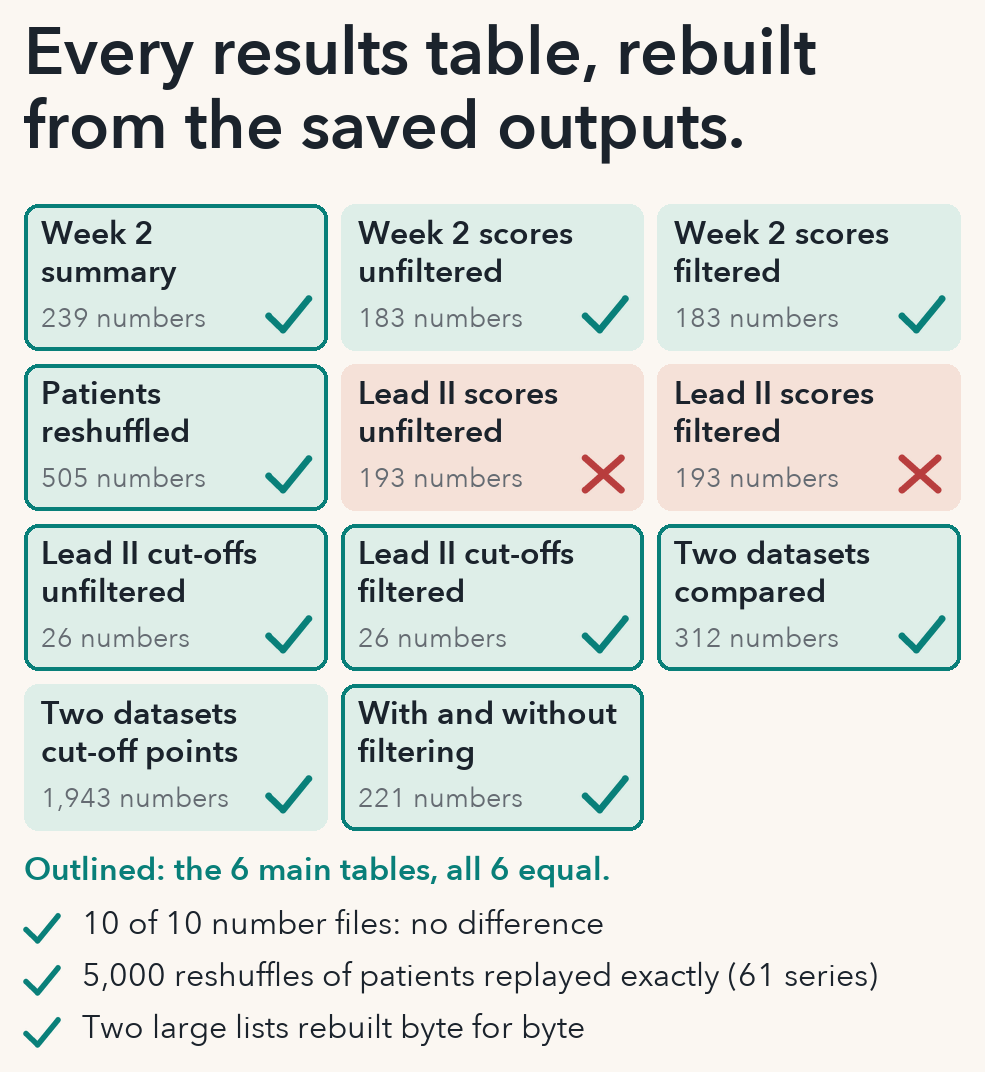 Every results table, rebuilt
from the saved outputs.
Week 2
summary
239 numbers
Week 2 scores
unfiltered
183 numbers
Week 2 scores
filtered
183 numbers
Patients
reshuffled
505 numbers
Lead II scores
unfiltered
193 numbers
Lead II scores
filtered
193 numbers
Lead II cut-offs
unfiltered
26 numbers
Lead II cut-offs
filtered
26 numbers
Two datasets
compared
312 numbers
Two datasets
cut-off points
1,943 numbers
With and without
filtering
221 numbers
Outlined: the 6 main tables, all 6 equal.
10 of 10 number files: no difference
5,000 reshuffles of patients replayed exactly (61 series)
Two large lists rebuilt byte for byte